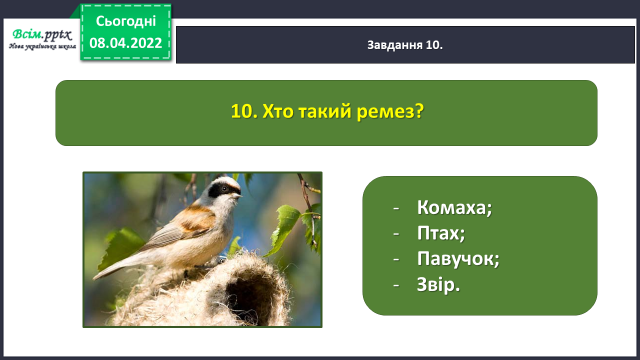 Всім.pptx
Нова українська школа
Сьогодні
08.04.2022
Завдання 10.
10. Хто такий ремез?
- Комаха;
- Птах;
- Павучок;
- Звір.